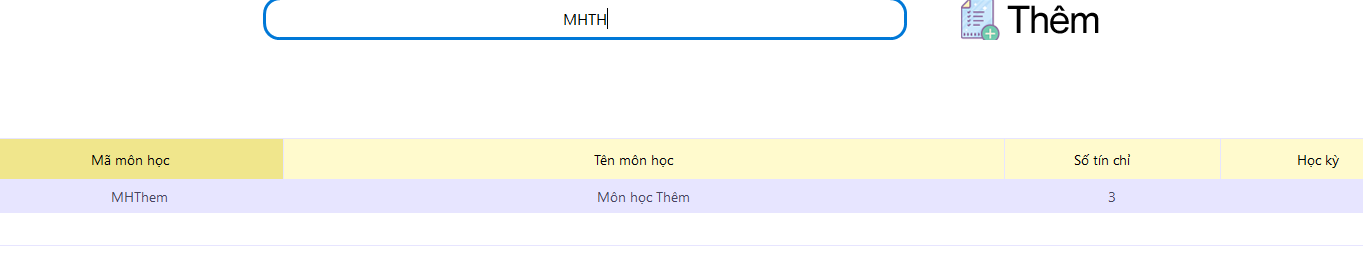 MHTH
Thêm
Mã môn học Tên môn học Số tín chỉ Học kỳ
MHThem Môn học Thêm 3